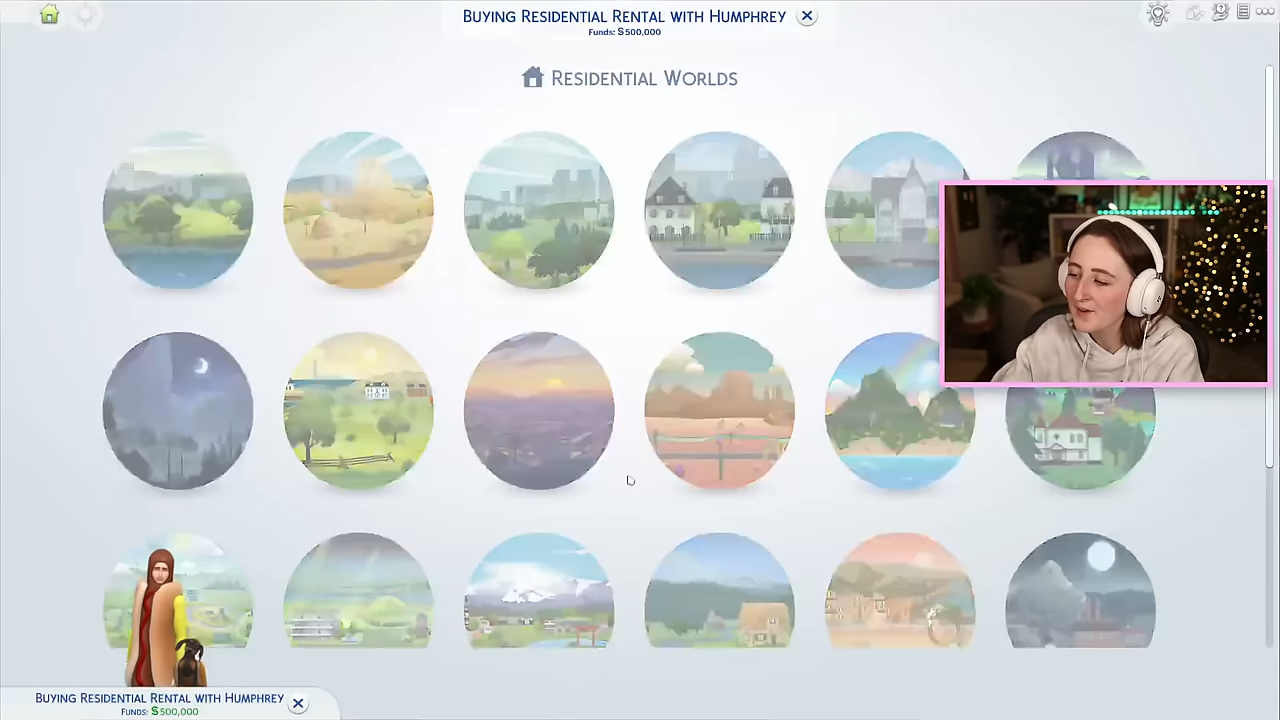 BUYING RESIDENTIAL RENTAL WITH HUMPHREY
Funds: §500,000
RESIDENTIAL WORLDS
BUYING RESIDENTIAL RENTAL WITH HUMPHREY
FUNDS: §500,000